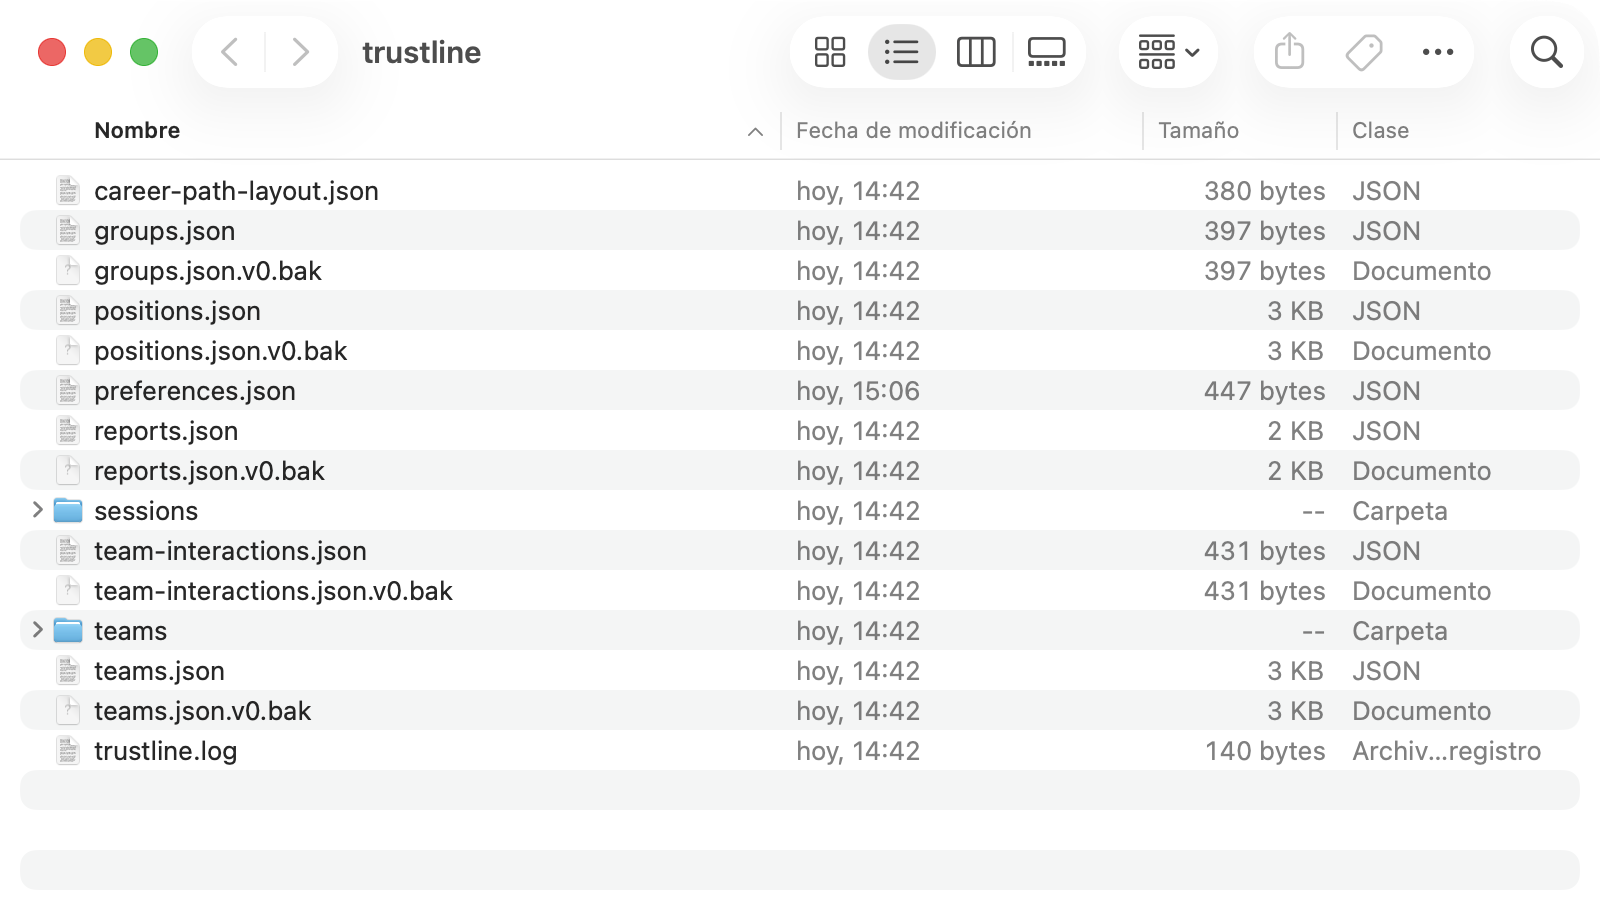 trustline
Nombre Fecha de modificación Tamaño Clase
career-path-layout.json hoy, 14:42 380 bytes JSON
groups.json hoy, 14:42 397 bytes JSON
groups.json.v0.bak hoy, 14:42 397 bytes Documento
positions.json hoy, 14:42 3 KB JSON
positions.json.v0.bak hoy, 14:42 3 KB Documento
preferences.json hoy, 15:06 447 bytes JSON
reports.json hoy, 14:42 2 KB JSON
reports.json.v0.bak hoy, 14:42 2 KB Documento
sessions hoy, 14:42 -- Carpeta
team-interactions.json hoy, 14:42 431 bytes JSON
team-interactions.json.v0.bak hoy, 14:42 431 bytes Documento
teams hoy, 14:42 -- Carpeta
teams.json hoy, 14:42 3 KB JSON
teams.json.v0.bak hoy, 14:42 3 KB Documento
trustline.log hoy, 14:42 140 bytes Archiv...registro